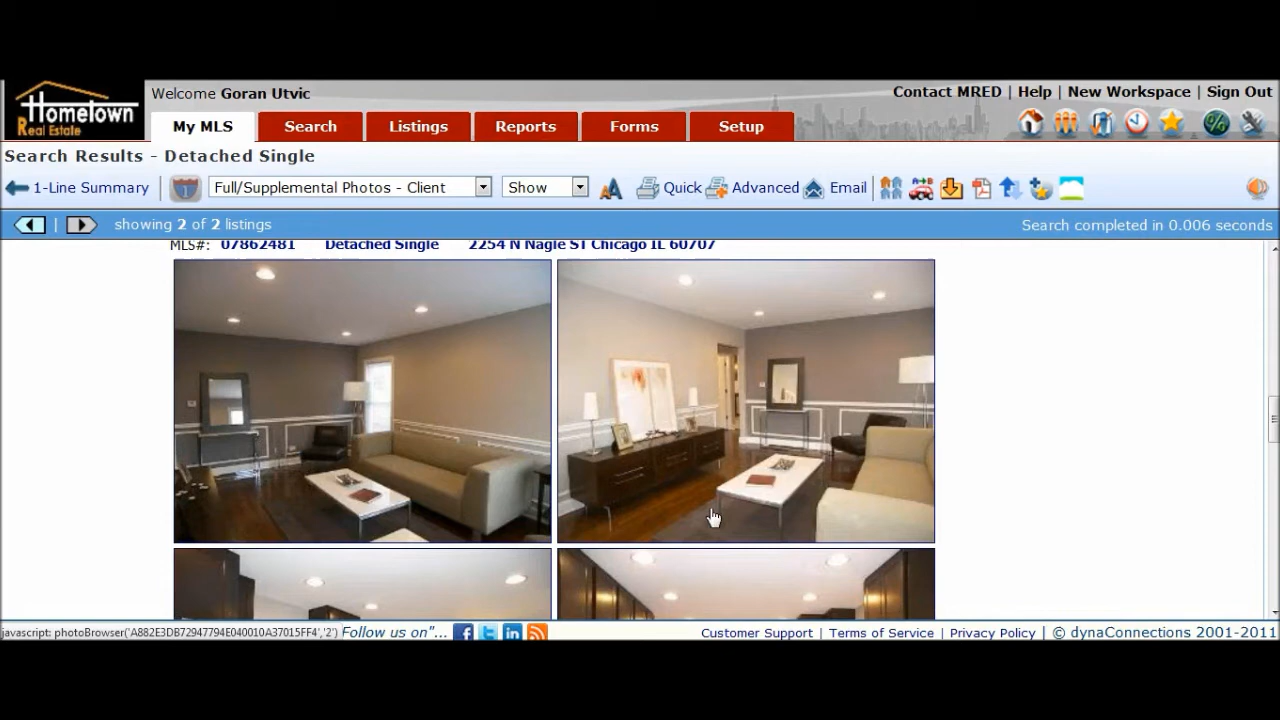 Hometown
Real Estate
Welcome Goran Utvic
Contact MRED | Help | New Workspace | Sign Out
My MLS Search Listings Reports Forms Setup
Search Results - Detached Single
1-Line Summary Full/Supplemental Photos - Client Show Quick Advanced Email
showing 2 of 2 listings Search completed in 0.006 seconds
MLS#: 07862481 Detached Single 2254 N Nagle ST Chicago IL 60707
javascript: photoBrowser('A882E3DB72947794E040010A37015FF4','2') Follow us on"... Customer Support | Terms of Service | Privacy Policy | © dynaConnections 2001-2011